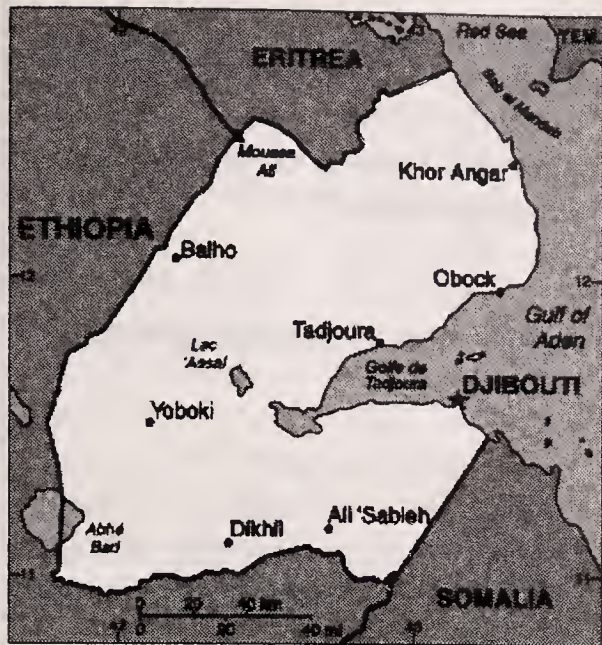 Red Sea
YEM.
ERITREA
Bab el Mandeb
Moussa
Ali
Khor Angar
ETHIOPIA
Balho
12
12
Obock
Gulf of
Aden
Tadjoura
Lac
'Assal
Golfe de
Tadjoura
DJIBOUTI
Yoboki
Abhé
Bad
Dikhil
Ali 'Sabieh
11
11
SOMALIA
0 20 40 km
0 20 40 mi